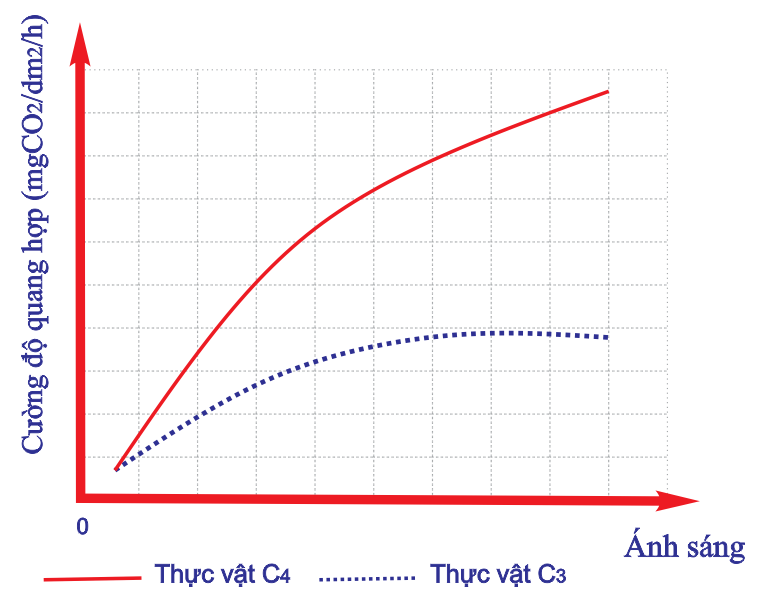 Cường độ quang hợp (mgCO2/dm2/h)
0
Ánh sáng
Thực vật C4
Thực vật C3